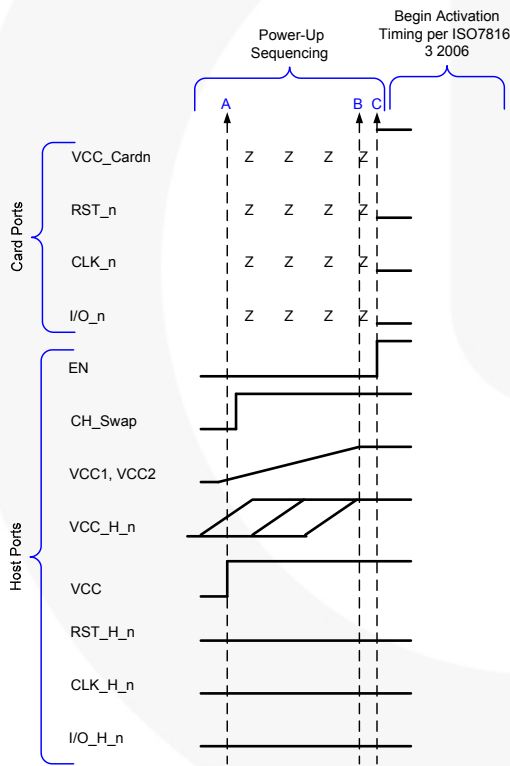 Begin Activation
Timing per ISO7816
3 2006
Power-Up
Sequencing
A B C
VCC_Cardn Z Z Z Z
RST_n Z Z Z Z
CLK_n Z Z Z Z
I/O_n Z Z Z Z
Card Ports
EN
CH_Swap
VCC1, VCC2
VCC_H_n
VCC
RST_H_n
CLK_H_n
I/O_H_n
Host Ports